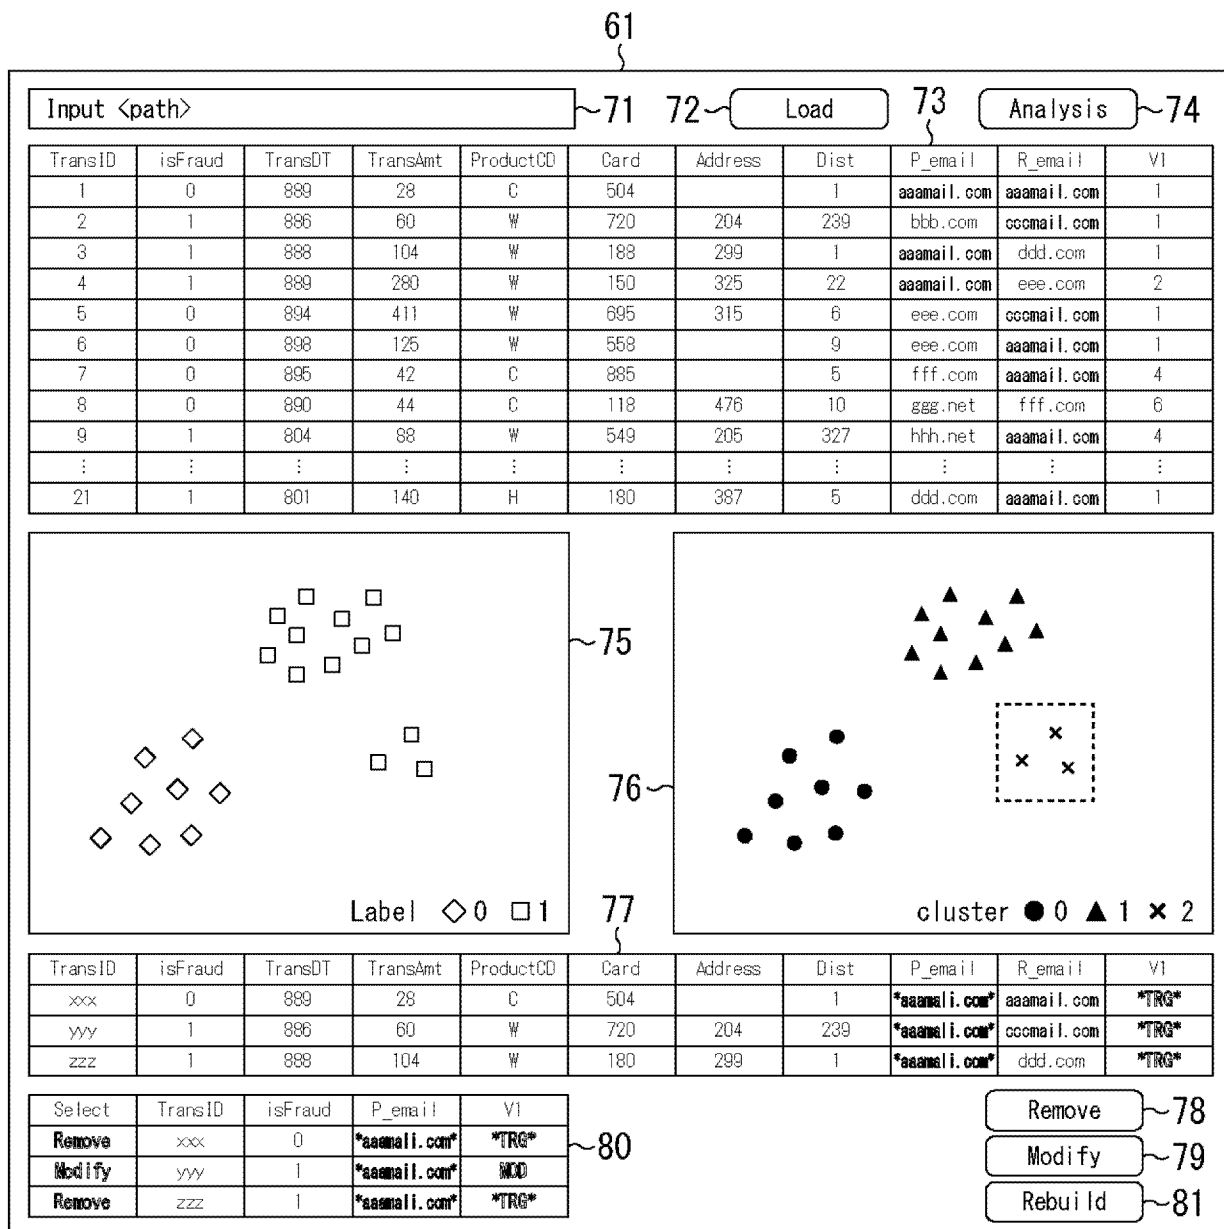 61
Input <path> 71 72 Load 73 Analysis 74
TransID isFraud TransDT TransAmt ProductCD Card Address Dist P_email R_email V1
1 0 889 28 C 504 1 aaamail.com aaamail.com 1
2 1 886 60 W 720 204 239 bbb.com cccmail.com 1
3 1 888 104 W 188 299 1 aaamail.com ddd.com 1
4 1 889 280 W 150 325 22 aaamail.com eee.com 2
5 0 894 411 W 695 315 6 eee.com cccmail.com 1
6 0 898 125 W 558 9 eee.com aaamail.com 1
7 0 895 42 C 885 5 fff.com aaamail.com 4
8 0 890 44 C 118 476 10 ggg.net fff.com 6
9 1 804 88 W 549 205 327 hhh.net aaamail.com 4
⋮ ⋮ ⋮ ⋮ ⋮ ⋮ ⋮ ⋮ ⋮ ⋮ ⋮
21 1 801 140 H 180 387 5 ddd.com aaamail.com 1
75
76
Label 0 1
77
cluster 0 1 2
TransID isFraud TransDT TransAmt ProductCD Card Address Dist P_email R_email V1
xxx 0 889 28 C 504 1 *aaamali.com* aaamail.com *TRG*
yyy 1 886 60 W 720 204 239 *aaamali.com* cccmail.com *TRG*
zzz 1 888 104 W 180 299 1 *aaamali.com* ddd.com *TRG*
Select TransID isFraud P_email V1
Remove xxx 0 *aaamali.com* *TRG*
Modify yyy 1 *aaamali.com* MOD
Remove zzz 1 *aaamali.com* *TRG*
80
Remove 78
Modify 79
Rebuild 81